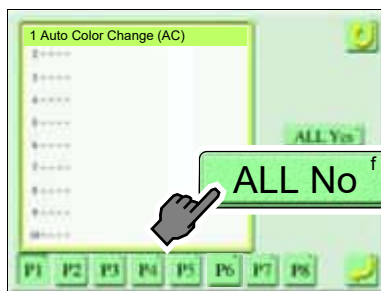 1 Auto Color Change (AC)
2 -----
3 -----
4 -----
5 -----
6 -----
7 -----
8 -----
9 -----
10 -----
ALL Yes
ALL No f
P1 P2 P3 P4 P5 P6 P7 P8